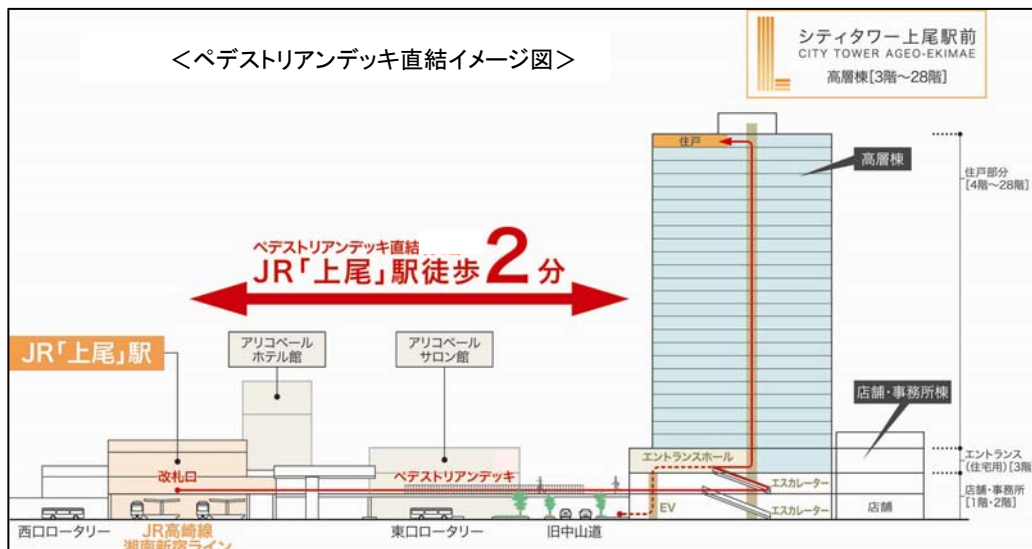 <ペデストリアンデッキ直結イメージ図>
シティタワー上尾駅前
CITY TOWER AGEO-EKIMAE
高層棟[3階〜28階]
住戸
高層棟
住戸部分
[4階〜28階]
ペデストリアンデッキ直結
JR「上尾」駅徒歩2分
JR「上尾」駅
アリコベール
ホテル館
アリコベール
サロン館
店舗・事務所棟
エントランスホール
エントランス
(住宅用)[3階
改札口
ペデストリアンデッキ
エスカレーター
店舗・事務所
[1階・2階]
EV
エスカレーター
店舗
西口ロータリー
JR高崎線
湘南新宿ライン
東口ロータリー
旧中山道